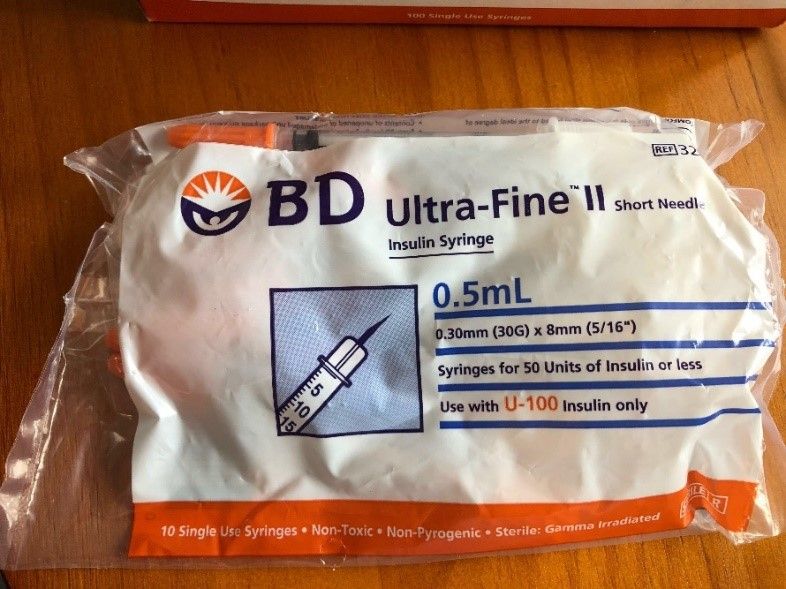 100 Single Use Syringes
REF 32
BD Ultra-Fine™ II Short Needl
Insulin Syringe
0.5mL
0.30mm (30G) x 8mm (5/16")
Syringes for 50 Units of Insulin or less
Use with U-100 Insulin only
5
10
15
10 Single Use Syringes • Non-Toxic • Non-Pyrogenic • Sterile: Gamma Irradiated